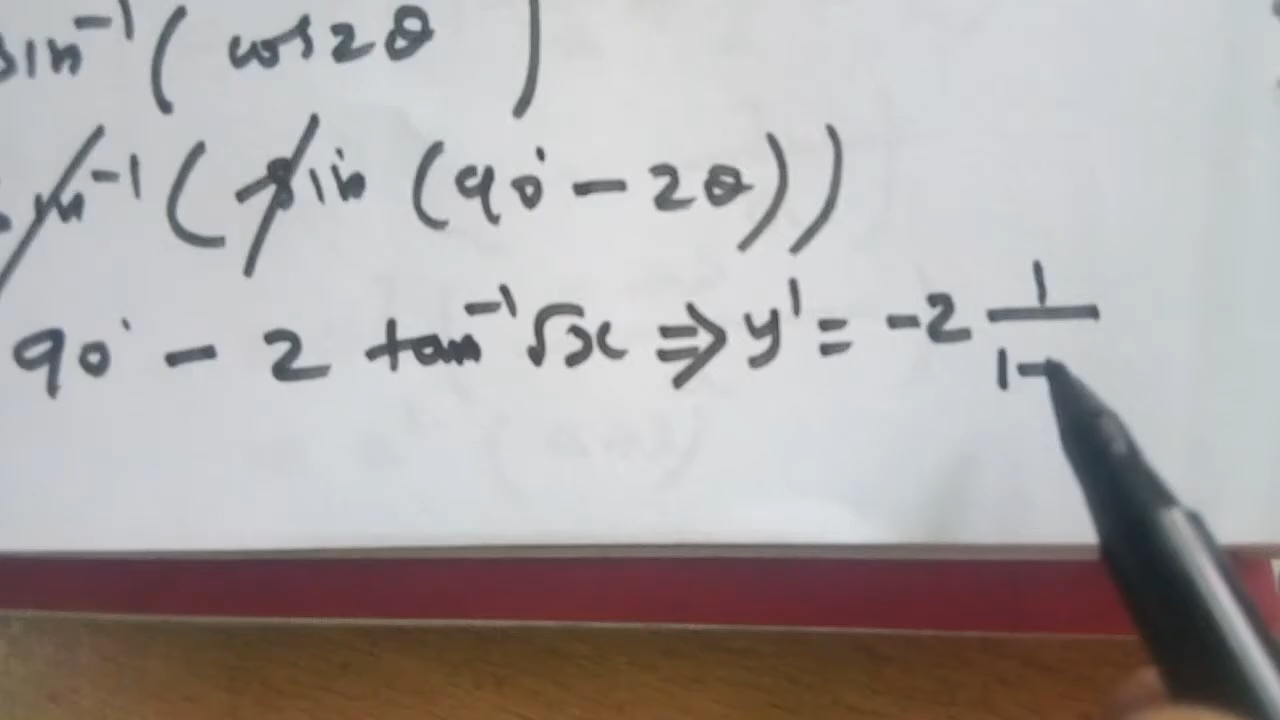 sin⁻¹( cos2θ )
sin⁻¹( sin (90° − 2θ))
90° − 2 tan⁻¹ √x ⇒ y' = -2 1/1-